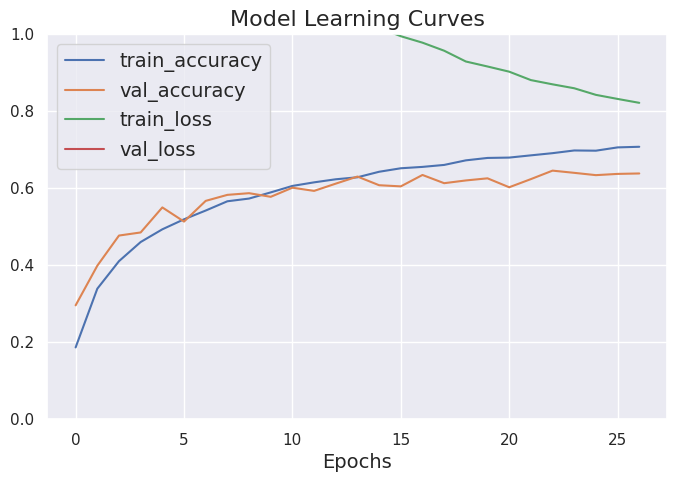 Model Learning Curves
1.0
0.8
0.6
0.4
0.2
0.0
train_accuracy
val_accuracy
train_loss
val_loss
0 5 10 15 20 25
Epochs